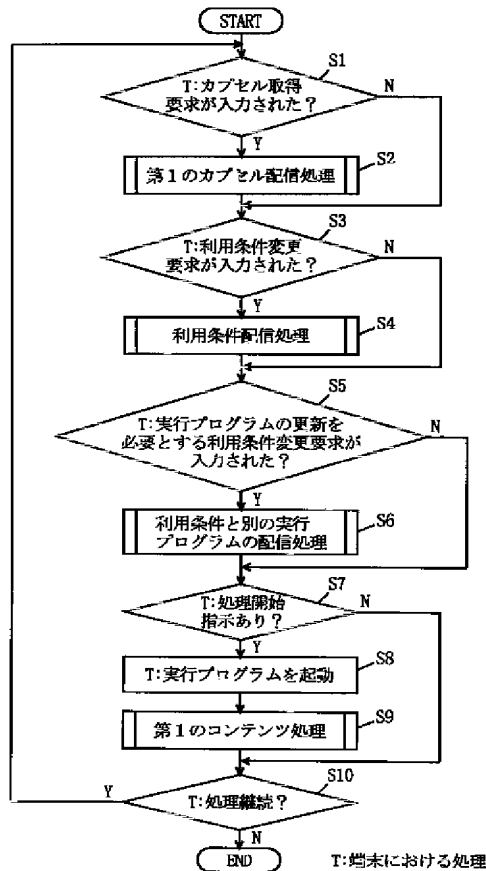 START
S1
T:カプセル取得
要求が入力された?
N
Y
S2
第1のカプセル配信処理
S3
T:利用条件変更
要求が入力された?
N
Y
S4
利用条件配信処理
S5
T:実行プログラムの更新を
必要とする利用条件変更要求が
入力された?
N
Y
S6
利用条件と別の実行
プログラムの配信処理
S7
T:処理開始
指示あり?
N
Y
S8
T:実行プログラムを起動
S9
第1のコンテンツ処理
S10
Y
T:処理継続?
N
END
T:端末における処理